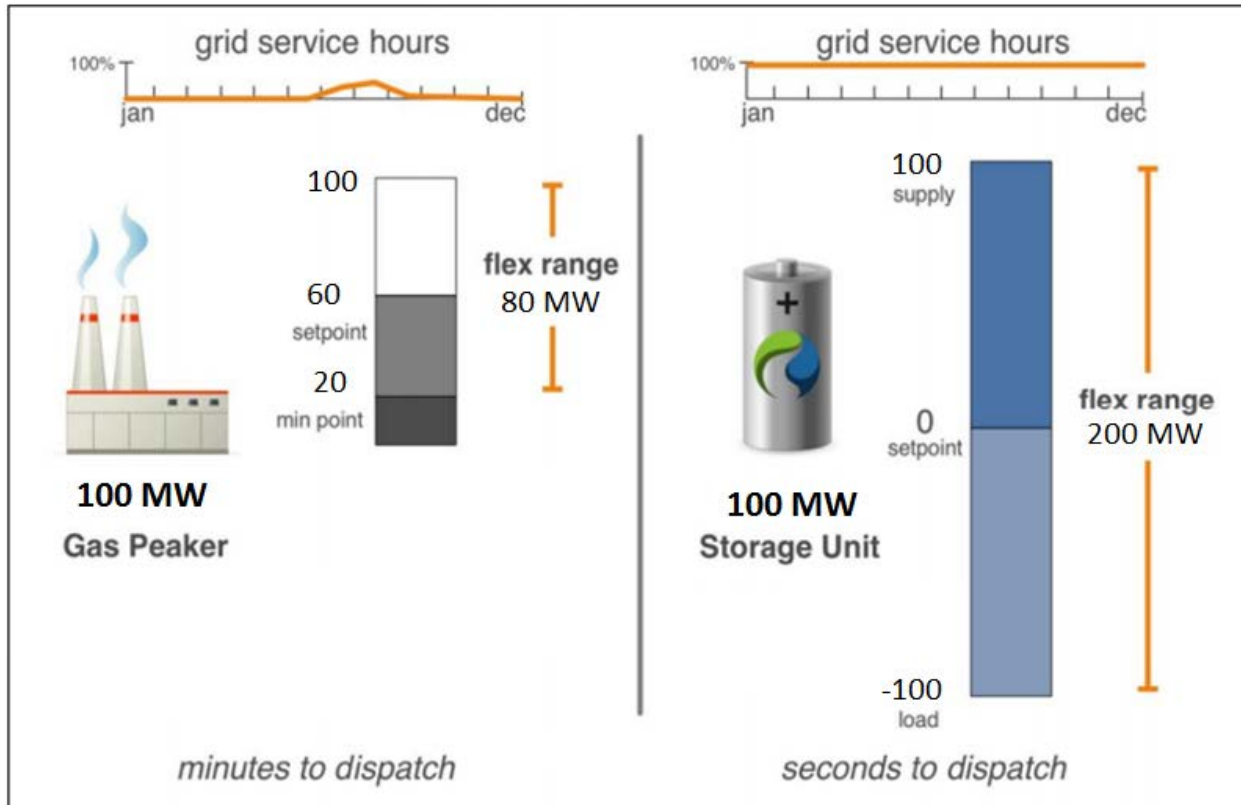 grid service hours
100%
jan
dec
100
60
setpoint
20
min point
flex range
80 MW
100 MW
Gas Peaker
minutes to dispatch
grid service hours
100%
jan
dec
100
supply
0
setpoint
-100
load
flex range
200 MW
+
100 MW
Storage Unit
seconds to dispatch